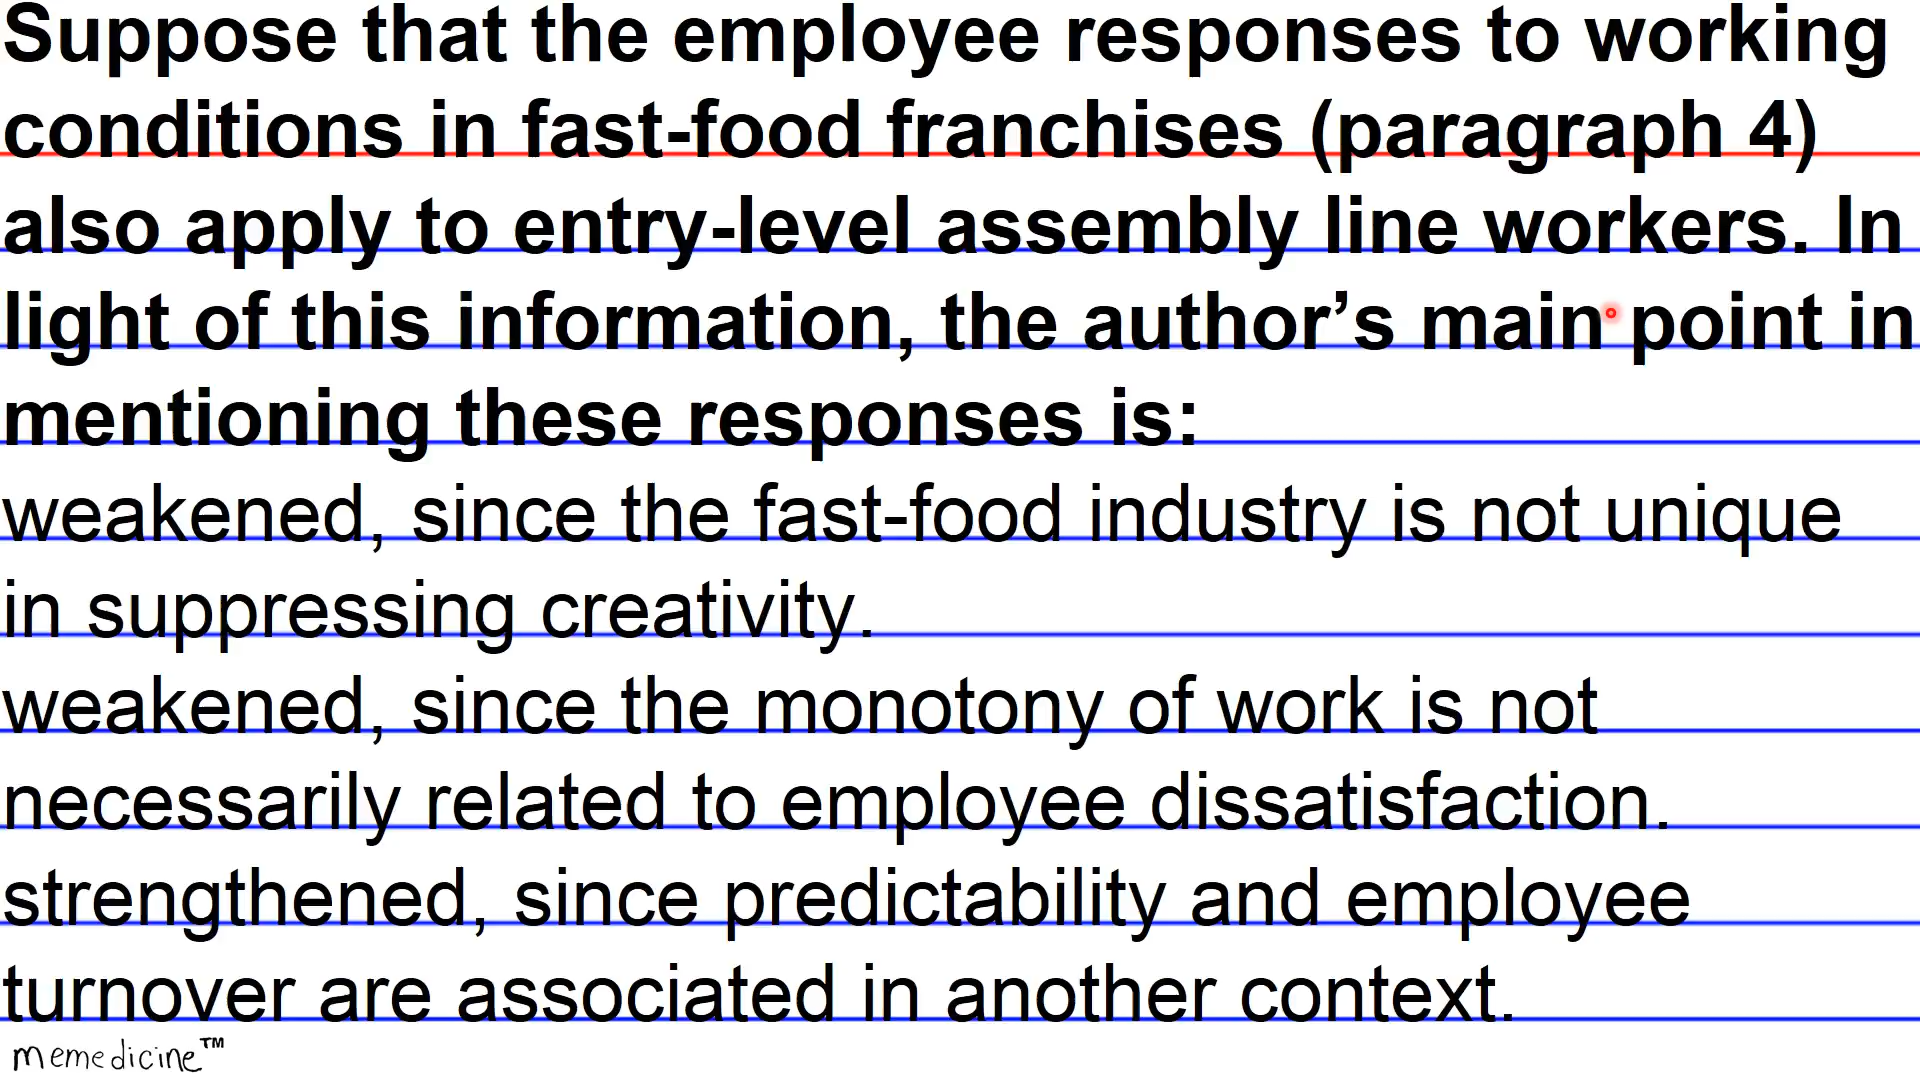 Suppose that the employee responses to working
conditions in fast-food franchises (paragraph 4)
also apply to entry-level assembly line workers. In
light of this information, the author’s main point in
mentioning these responses is:
weakened, since the fast-food industry is not unique
in suppressing creativity.
weakened, since the monotony of work is not
necessarily related to employee dissatisfaction.
strengthened, since predictability and employee
turnover are associated in another context.
memedicine™